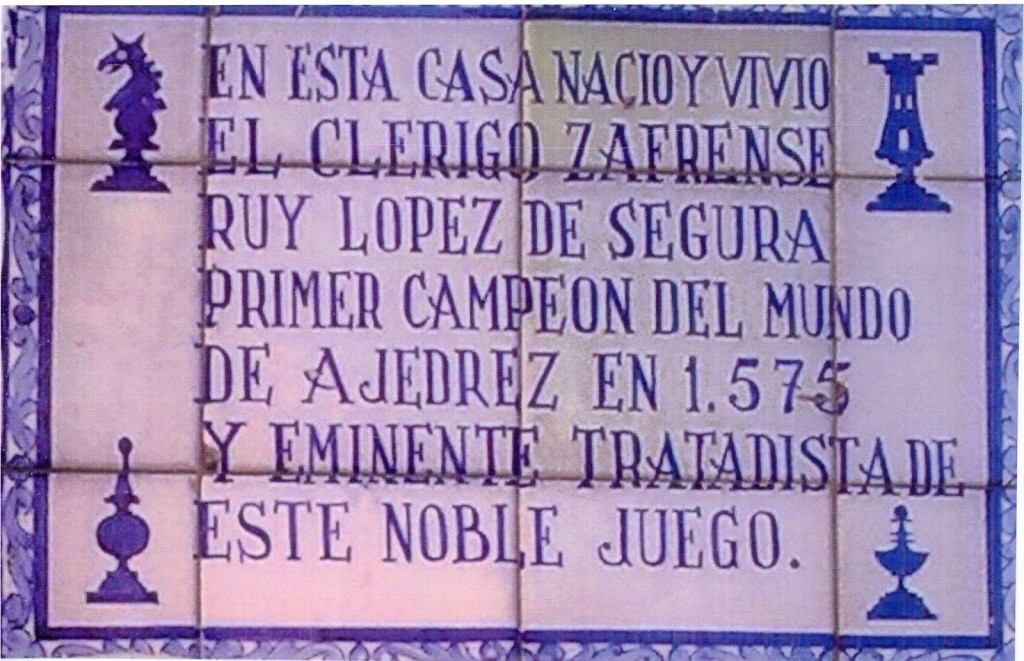 EN ESTA CASA NACIO Y VIVIO
EL CLERIGO ZAFRENSE
RUY LOPEZ DE SEGURA
PRIMER CAMPEON DEL MUNDO
DE AJEDREZ EN 1.575
Y EMINENTE TRATADISTA DE
ESTE NOBLE JUEGO.